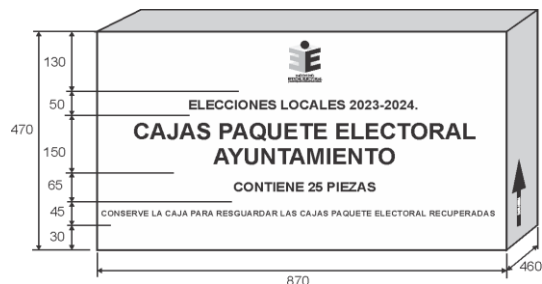 ELECCIONES LOCALES 2023-2024.
CAJAS PAQUETE ELECTORAL
AYUNTAMIENTO
CONTIENE 25 PIEZAS
CONSERVE LA CAJA PARA RESGUARDAR LAS CAJAS PAQUETE ELECTORAL RECUPERADAS
470
130
50
150
65
45
30
870
460